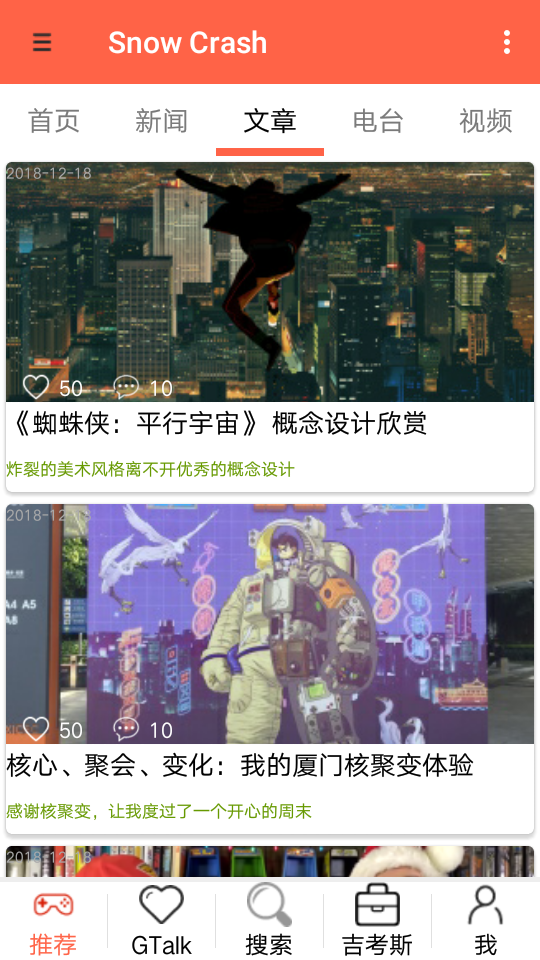 Snow Crash
首页 新闻 文章 电台 视频
2018-12-18
50 10
《蜘蛛侠：平行宇宙》 概念设计欣赏
炸裂的美术风格离不开优秀的概念设计
2018-12-18
A4 A5
50 10
核心、聚会、变化：我的厦门核聚变体验
感谢核聚变，让我度过了一个开心的周末
2018-12-18
推荐 GTalk 搜索 吉考斯 我